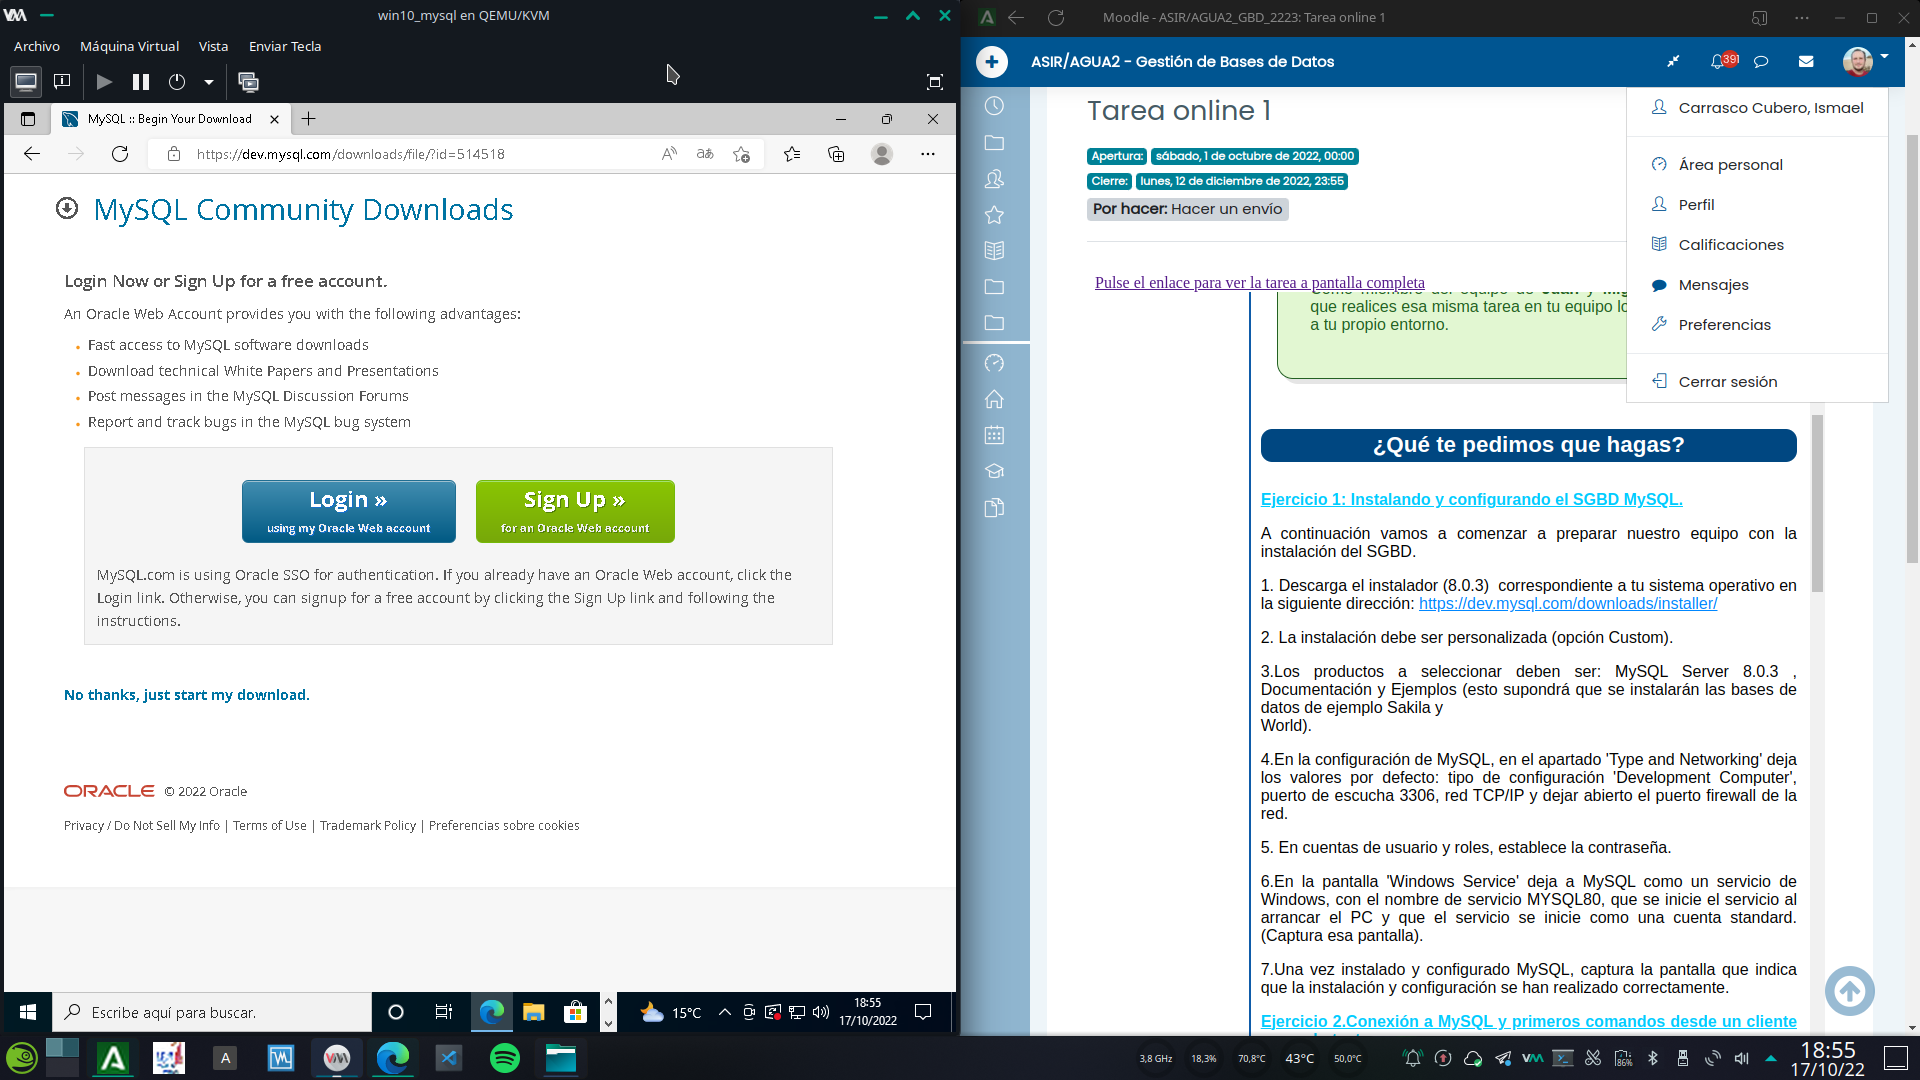 win10_mysql en QEMU/KVM
Archivo Máquina Virtual Vista Enviar Tecla
MySQL :: Begin Your Download
https://dev.mysql.com/downloads/file/?id=514518
MySQL Community Downloads
Login Now or Sign Up for a free account.
An Oracle Web Account provides you with the following advantages:
Fast access to MySQL software downloads
Download technical White Papers and Presentations
Post messages in the MySQL Discussion Forums
Report and track bugs in the MySQL bug system
Login »
using my Oracle Web account
Sign Up »
for an Oracle Web account
MySQL.com is using Oracle SSO for authentication. If you already have an Oracle Web account, click the
Login link. Otherwise, you can signup for a free account by clicking the Sign Up link and following the
instructions.
No thanks, just start my download.
ORACLE © 2022 Oracle
Privacy / Do Not Sell My Info | Terms of Use | Trademark Policy | Preferencias sobre cookies
Escribe aquí para buscar.
15°C
18:55
17/10/2022
Moodle - ASIR/AGUA2_GBD_2223: Tarea online 1
ASIR/AGUA2 - Gestión de Bases de Datos
391
Tarea online 1
Apertura: sábado, 1 de octubre de 2022, 00:00
Cierre: lunes, 12 de diciembre de 2022, 23:55
Por hacer: Hacer un envío
Pulse el enlace para ver la tarea a pantalla completa
que realices esa misma tarea en tu equipo
a tu propio entorno.
Carrasco Cubero, Ismael
Área personal
Perfil
Calificaciones
Mensajes
Preferencias
Cerrar sesión
¿Qué te pedimos que hagas?
Ejercicio 1: Instalando y configurando el SGBD MySQL.
A continuación vamos a comenzar a preparar nuestro equipo con la
instalación del SGBD.
1. Descarga el instalador (8.0.3) correspondiente a tu sistema operativo en
la siguiente dirección: https://dev.mysql.com/downloads/installer/
2. La instalación debe ser personalizada (opción Custom).
3.Los productos a seleccionar deben ser: MySQL Server 8.0.3 ,
Documentación y Ejemplos (esto supondrá que se instalarán las bases de
datos de ejemplo Sakila y
World).
4.En la configuración de MySQL, en el apartado 'Type and Networking' deja
los valores por defecto: tipo de configuración 'Development Computer',
puerto de escucha 3306, red TCP/IP y dejar abierto el puerto firewall de la
red.
5. En cuentas de usuario y roles, establece la contraseña.
6.En la pantalla 'Windows Service' deja a MySQL como un servicio de
Windows, con el nombre de servicio MYSQL80, que se inicie el servicio al
arrancar el PC y que el servicio se inicie como una cuenta standard.
(Captura esa pantalla).
7.Una vez instalado y configurado MySQL, captura la pantalla que indica
que la instalación y configuración se han realizado correctamente.
Ejercicio 2.Conexión a MySQL y primeros comandos desde un cliente
3,8 GHz 18,3% 70,8°C 43°C 50,0°C
86%
18:55
17/10/22